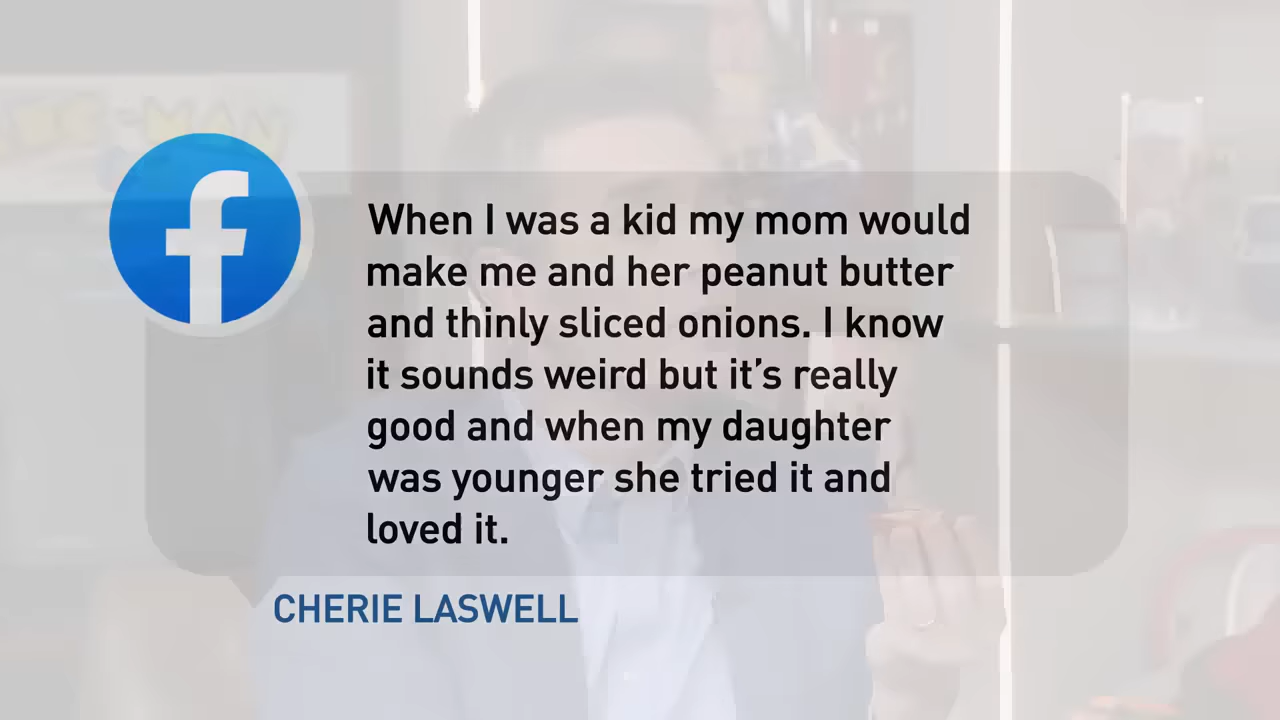 When I was a kid my mom would
make me and her peanut butter
and thinly sliced onions. I know
it sounds weird but it’s really
good and when my daughter
was younger she tried it and
loved it.
CHERIE LASWELL